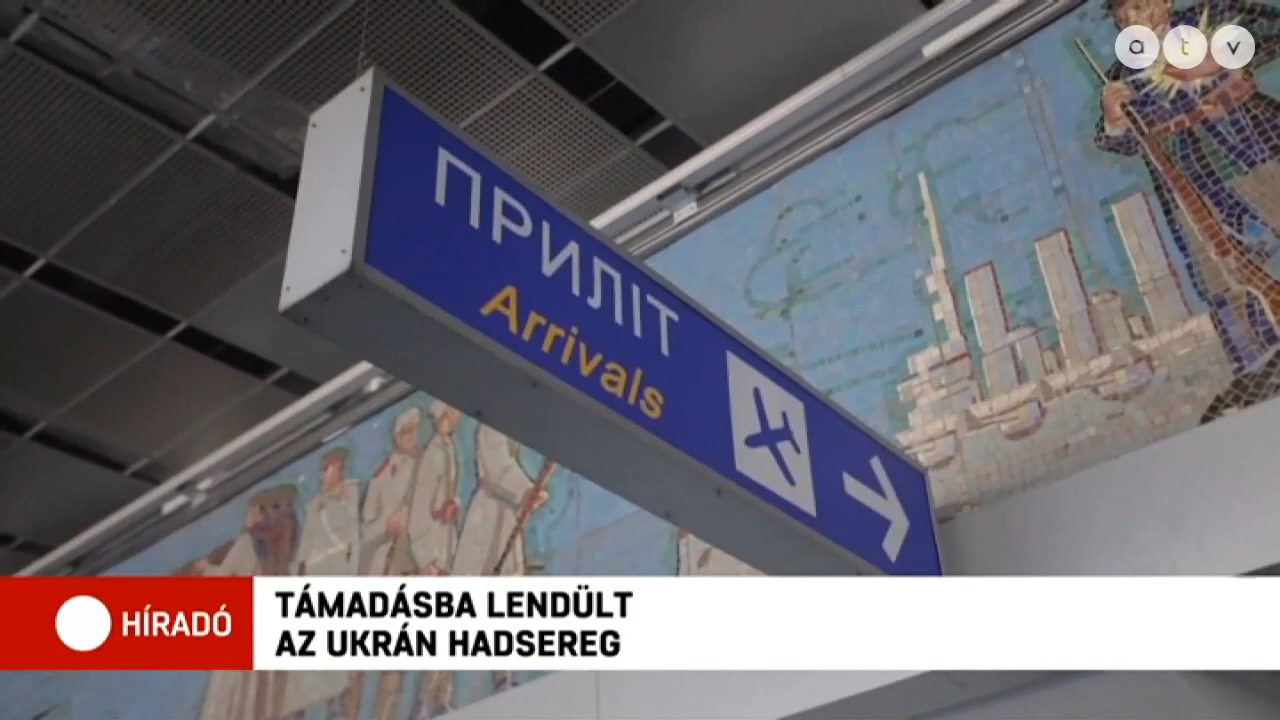 atv
ПРИЛІТ
Arrivals
HÍRADÓ
TÁMADÁSBA LENDÜLT
AZ UKRÁN HADSEREG